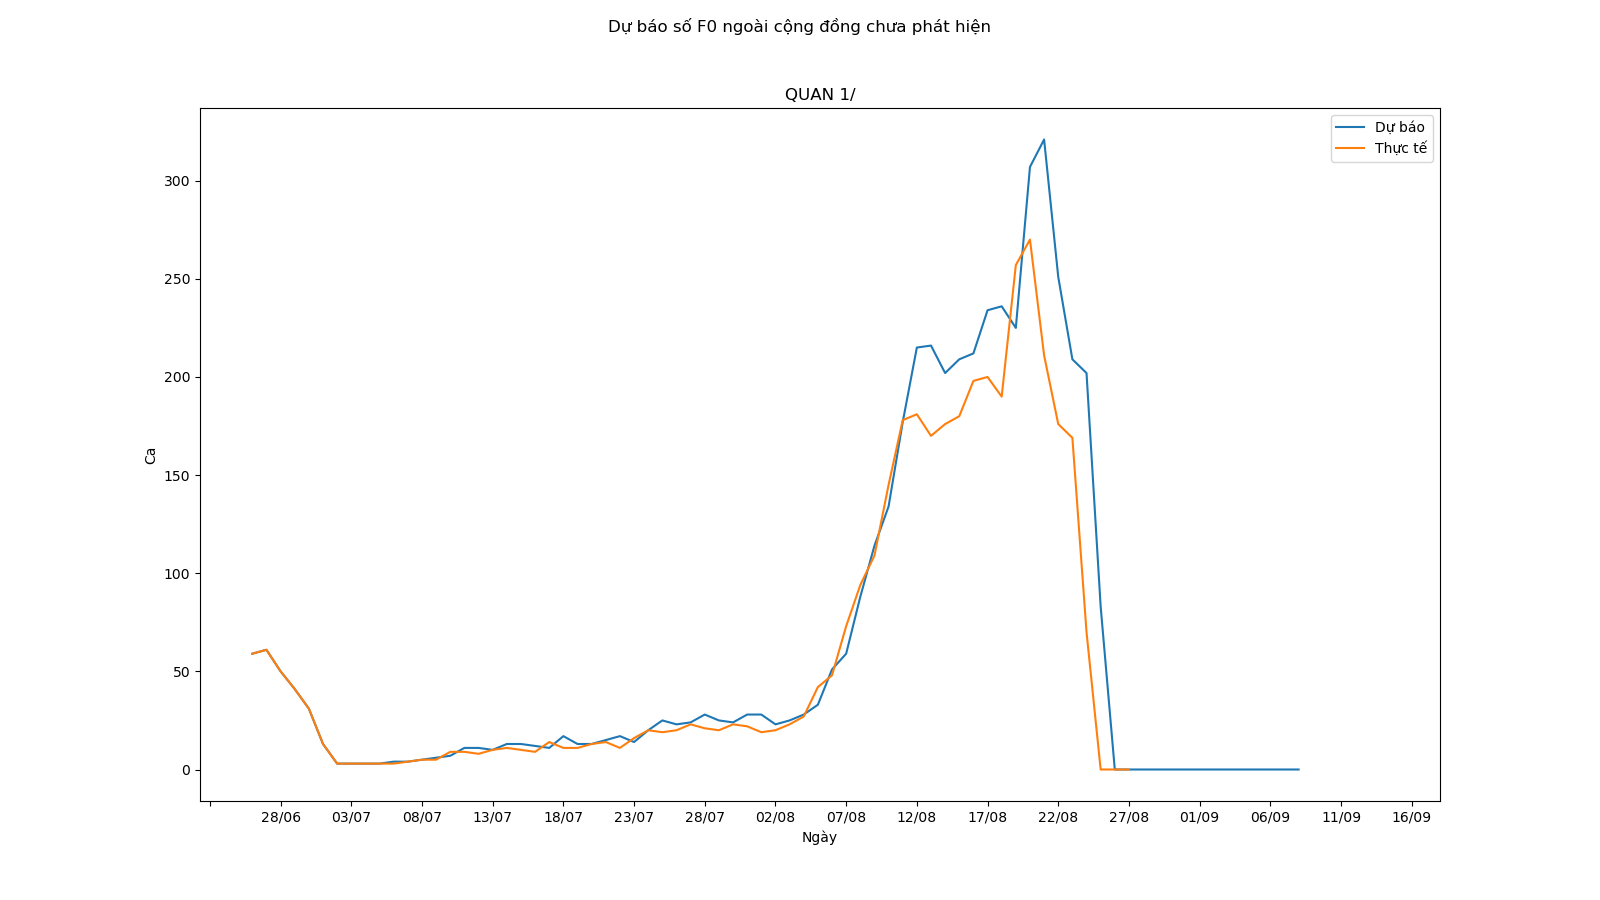 Dự báo số F0 ngoài cộng đồng chưa phát hiện
QUAN 1/
Dự báo
Thực tế
300
250
200
150
100
50
0
Ca
28/06 03/07 08/07 13/07 18/07 23/07 28/07 02/08 07/08 12/08 17/08 22/08 27/08 01/09 06/09 11/09 16/09
Ngày